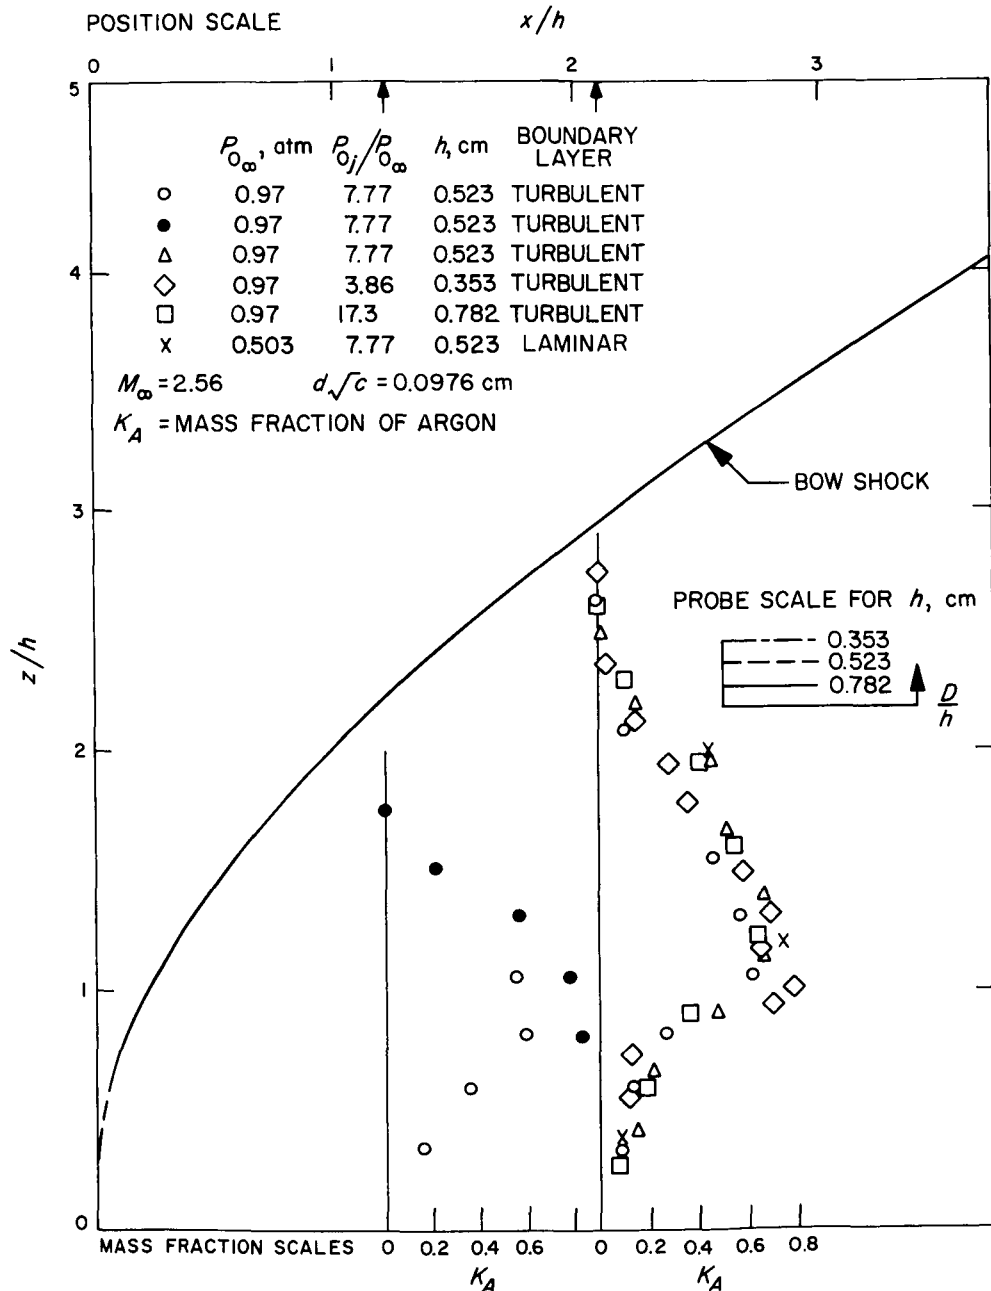 POSITION SCALE x/h
0 1 2 3
5
P0∞, atm P0j/P0∞ h, cm BOUNDARY LAYER
○ 0.97 7.77 0.523 TURBULENT
● 0.97 7.77 0.523 TURBULENT
△ 0.97 7.77 0.523 TURBULENT
◇ 0.97 3.86 0.353 TURBULENT
□ 0.97 17.3 0.782 TURBULENT
x 0.503 7.77 0.523 LAMINAR
M∞ = 2.56 d√c = 0.0976 cm
KA = MASS FRACTION OF ARGON
4
BOW SHOCK
3
PROBE SCALE FOR h, cm
0.353
0.523
0.782
D/h
z/h
2
1
0
MASS FRACTION SCALES 0 0.2 0.4 0.6 0 0.2 0.4 0.6 0.8
KA KA